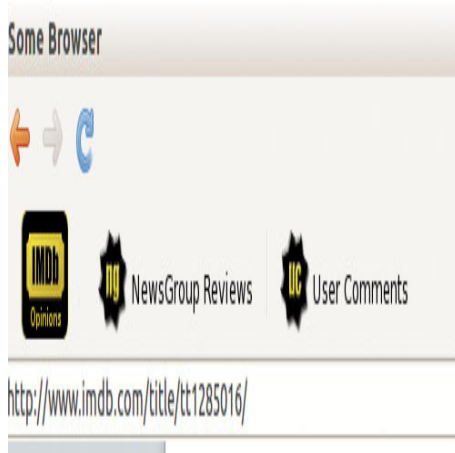 Some Browser
IMDb
Opinions
ng NewsGroup Reviews
uc User Comments
http://www.imdb.com/title/tt1285016/